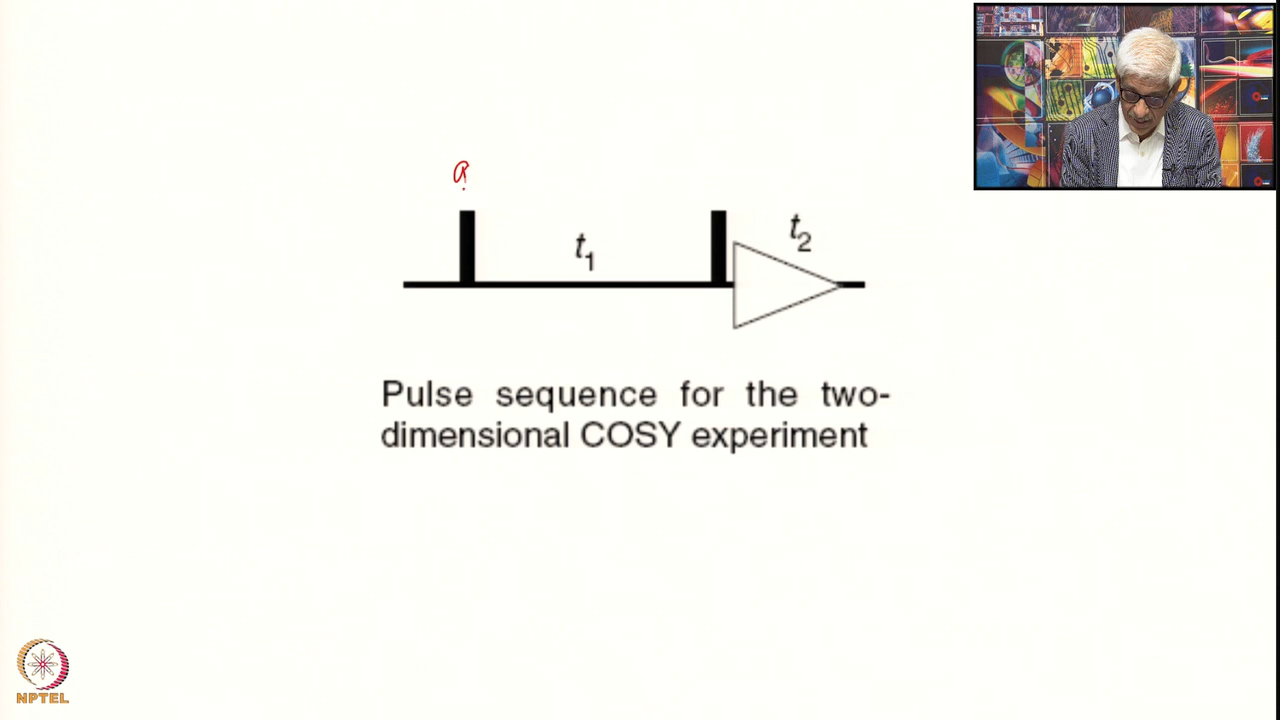 t1
t2
Pulse sequence for the two-
dimensional COSY experiment
NPTEL